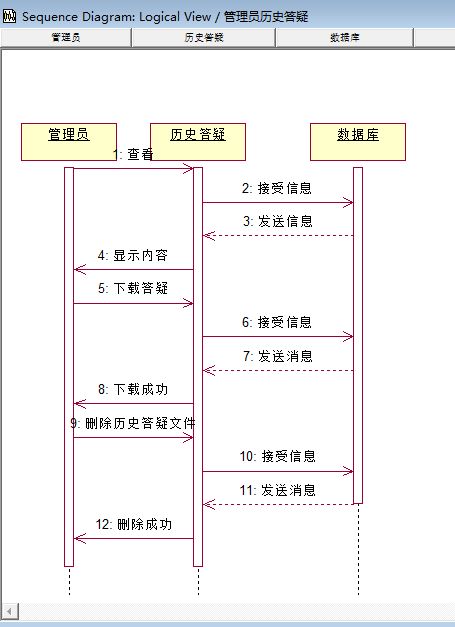 Sequence Diagram: Logical View / 管理员历史答疑
管理员 历史答疑 数据库
管理员 历史答疑 数据库
1: 查看
2: 接受信息
3: 发送信息
4: 显示内容
5: 下载答疑
6: 接受信息
7: 发送消息
8: 下载成功
9: 删除历史答疑文件
10: 接受信息
11: 发送消息
12: 删除成功